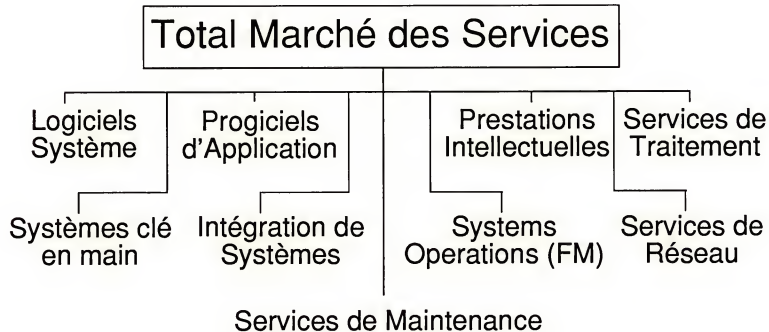 Total Marché des Services
Logiciels
Système
Progiciels
d'Application
Prestations
Intellectuelles
Services de
Traitement
Systèmes clé
en main
Intégration de
Systèmes
Systems
Operations (FM)
Services de
Réseau
Services de Maintenance